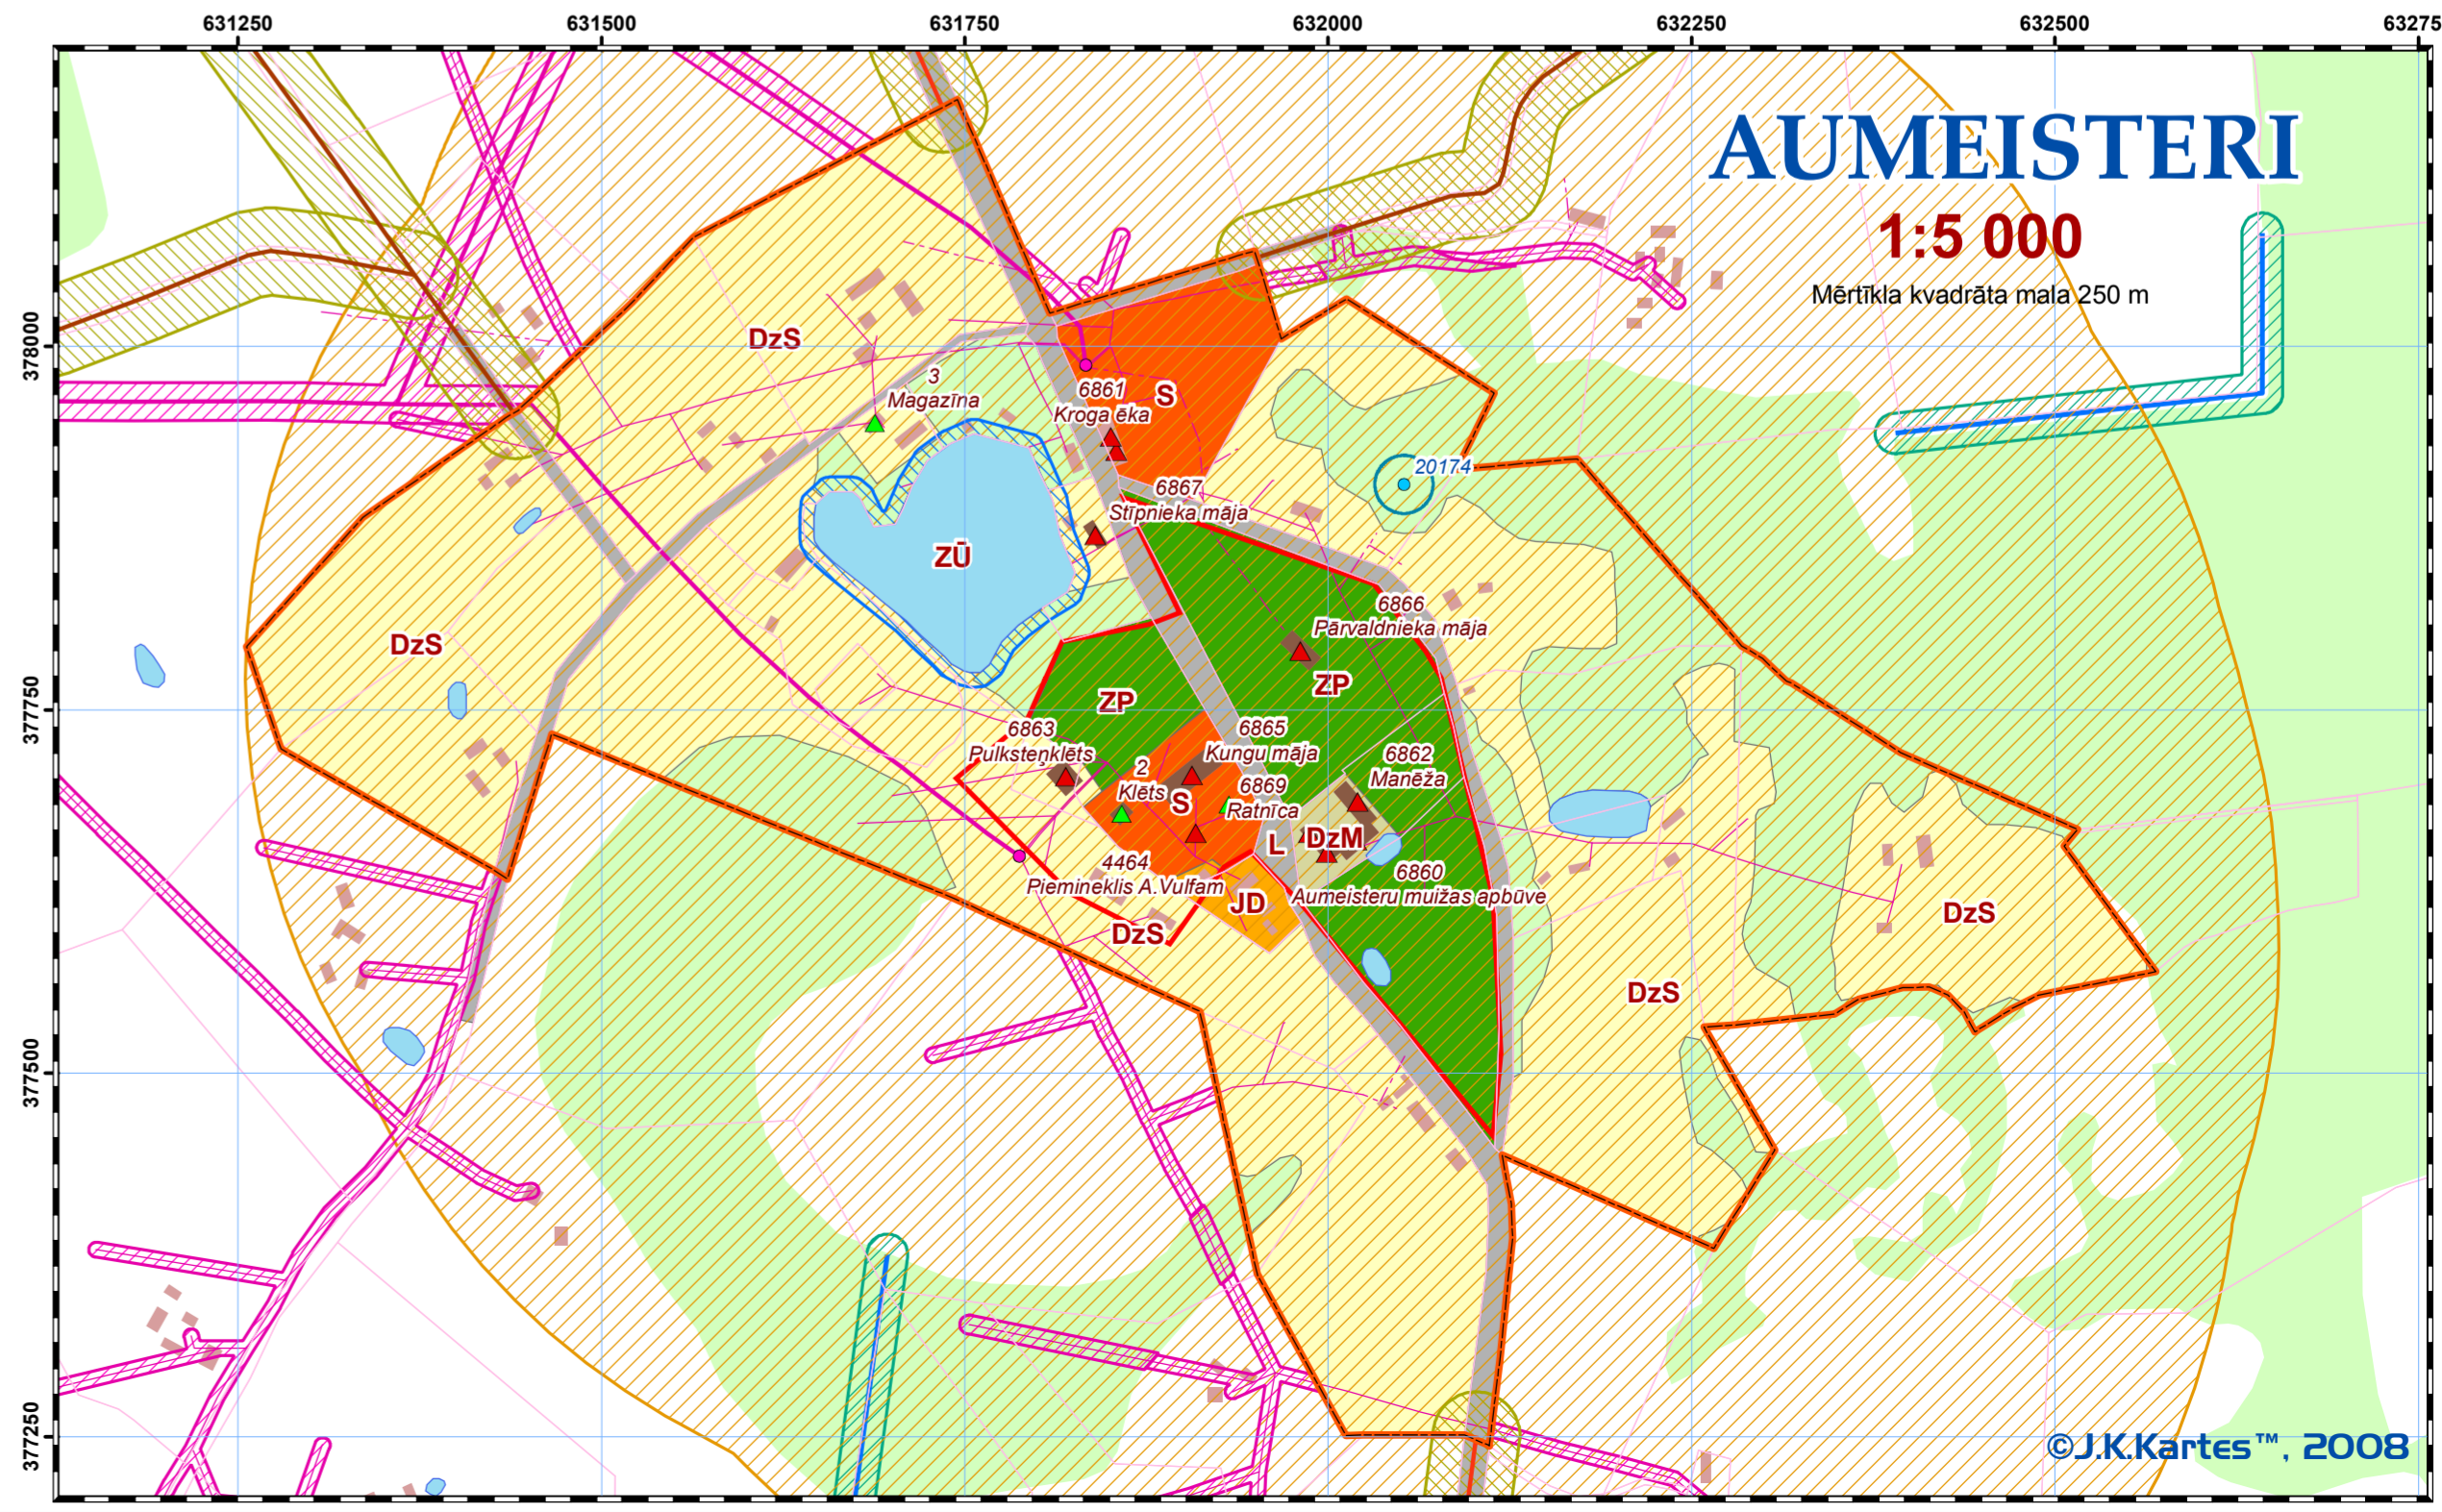 631250
631500
631750
632000
632250
632500
63275
AUMEISTERI
1:5 000
Mērtīkla kvadrāta mala 250 m
378000
377750
377500
377250
DzS
3
Magazīna
6861
Kroga ēka
S
20174
6867
Stīpnieka māja
ZŪ
6866
Pārvaldnieka māja
DzS
ZP
ZP
6863
Pulksteņklēts
6865
Kungu māja
6862
Manēža
2
Klēts
S
6869
Ratnīca
L
DzM
4464
Piemineklis A.Vulfam
6860
Aumeisteru muižas apbūve
JD
DzS
DzS
DzS
©J.K.Kartes™, 2008